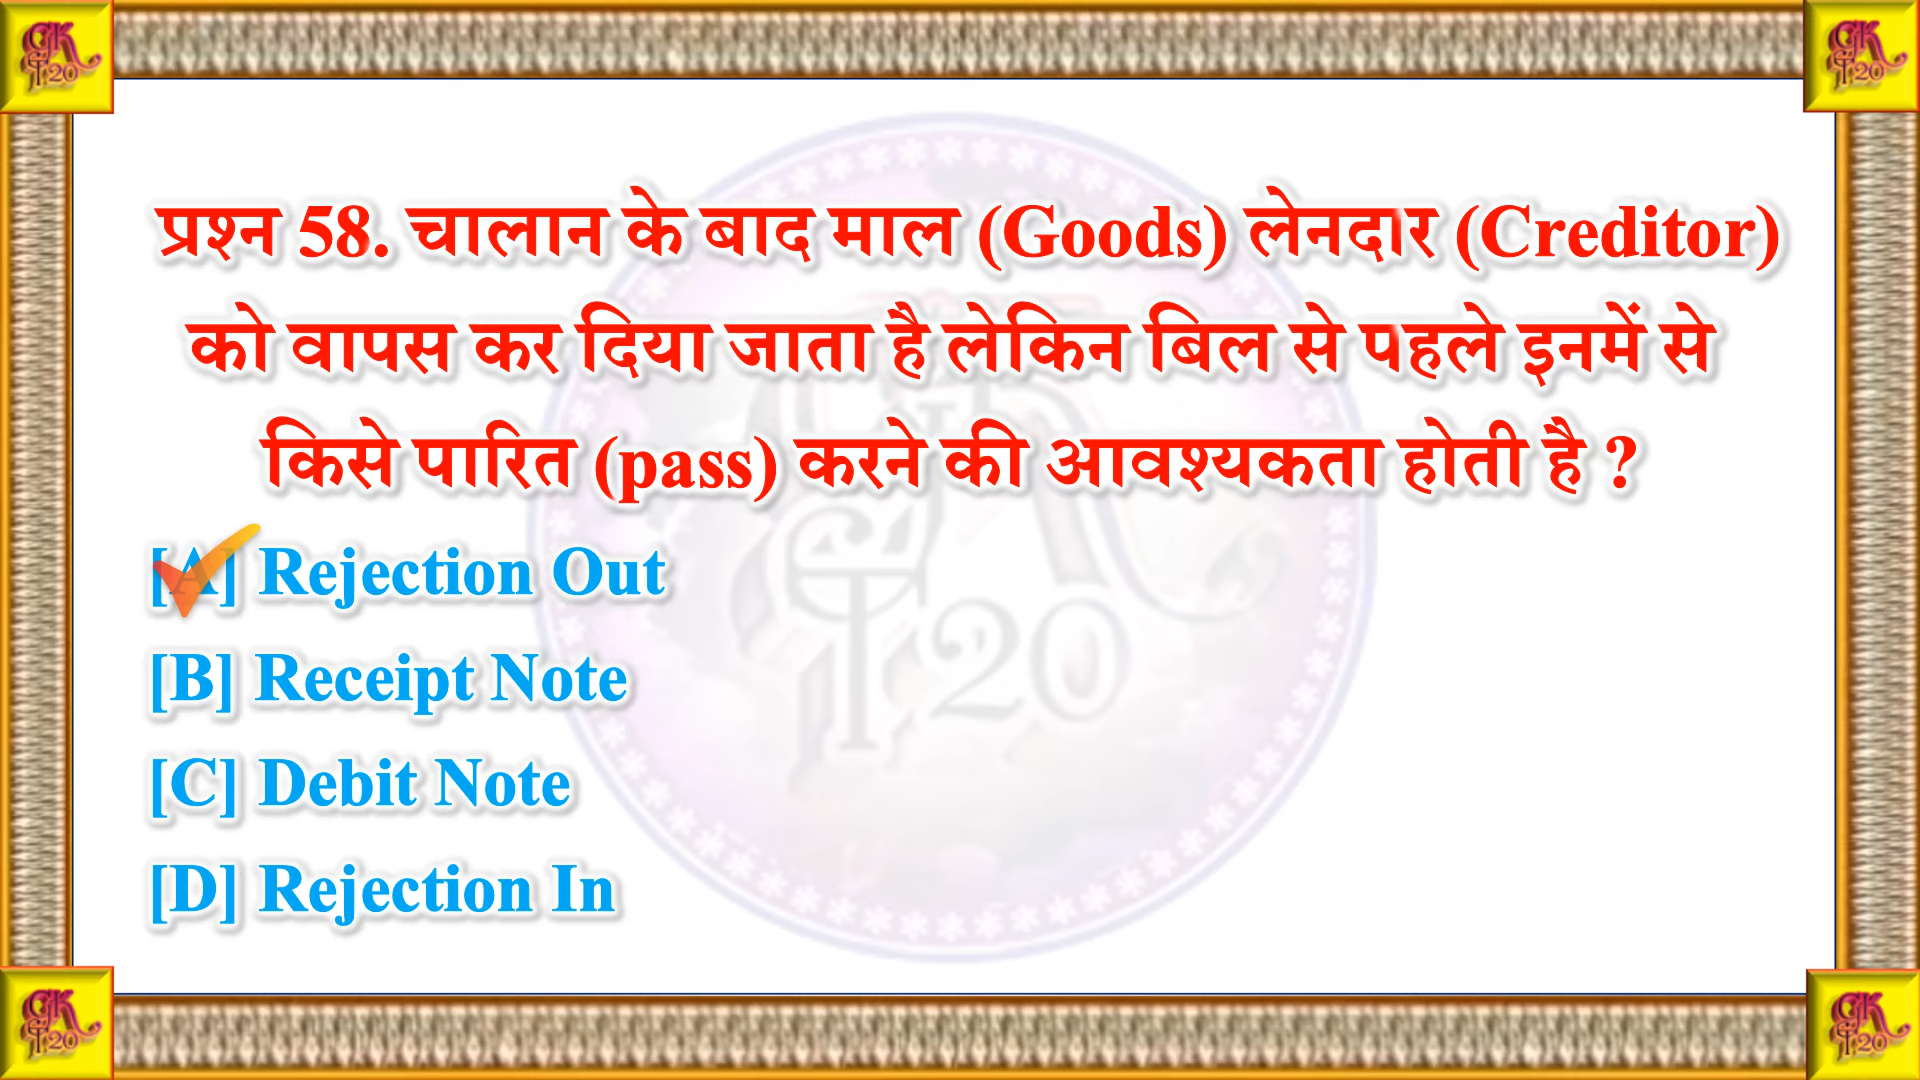 प्रश्न 58. चालान के बाद माल (Goods) लेनदार (Creditor)
को वापस कर दिया जाता है लेकिन बिल से पहले इनमें से
किसे पारित (pass) करने की आवश्यकता होती है ?
[A] Rejection Out
[B] Receipt Note
[C] Debit Note
[D] Rejection In